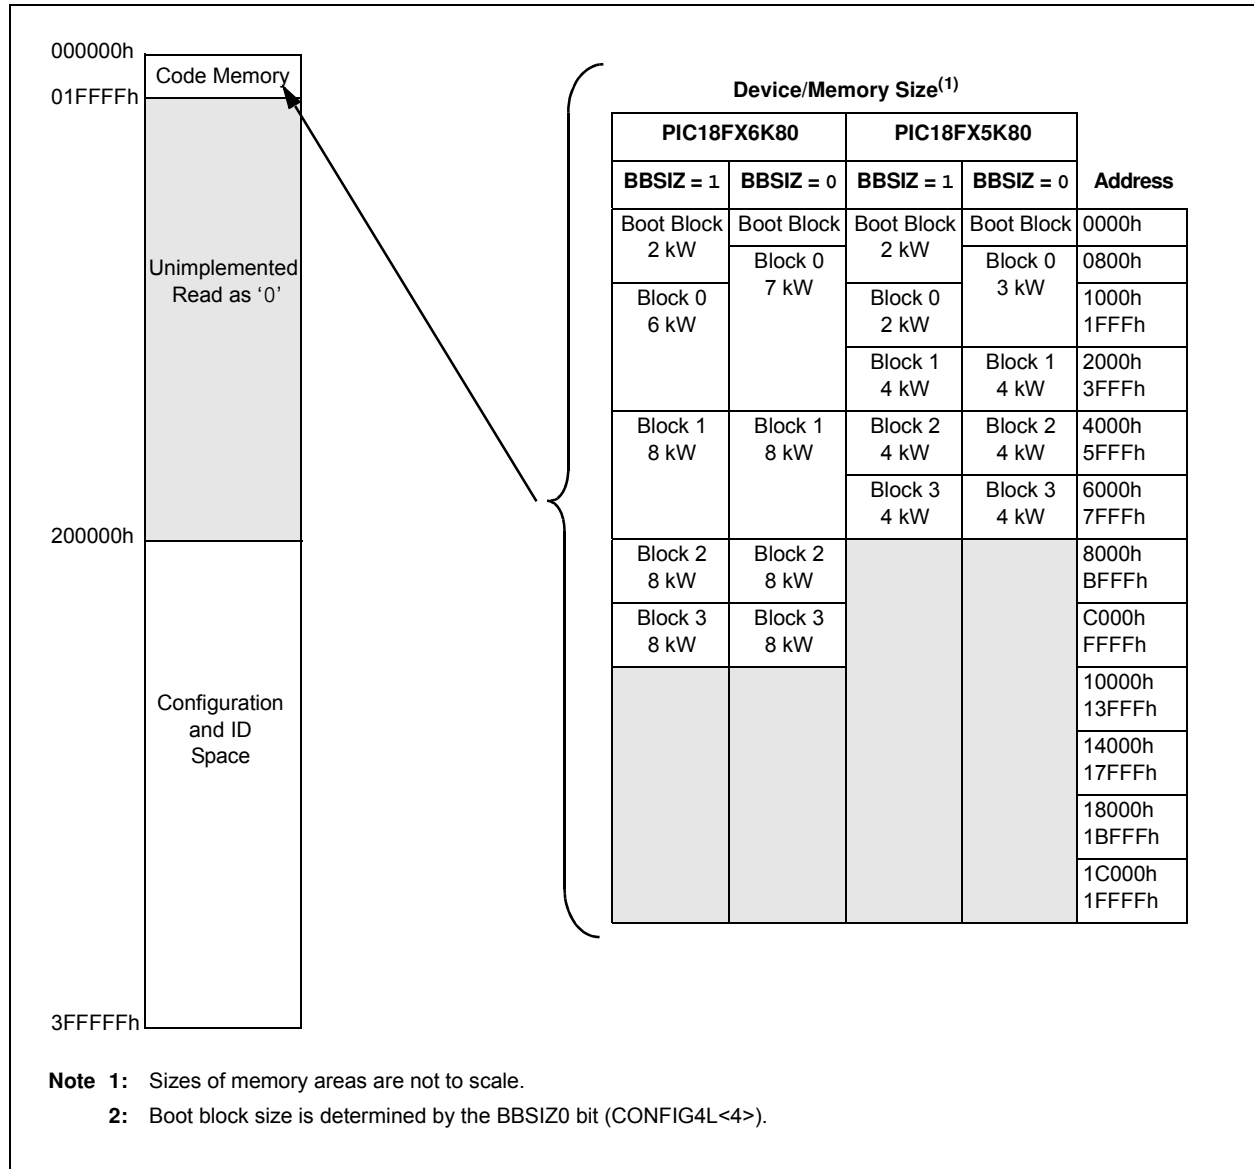 000000h
Code Memory
01FFFFh
Unimplemented
Read as '0'
200000h
Configuration
and ID
Space
3FFFFFh
Device/Memory Size(1)
PIC18FX6K80 PIC18FX5K80
BBSIZ = 1 BBSIZ = 0 BBSIZ = 1 BBSIZ = 0 Address
Boot Block Boot Block Boot Block Boot Block 0000h
2 kW Block 0 2 kW Block 0 0800h
7 kW 3 kW
Block 0 Block 0 1000h
6 kW 2 kW 1FFFh
Block 1 Block 1 2000h
4 kW 4 kW 3FFFh
Block 1 Block 1 Block 2 Block 2 4000h
8 kW 8 kW 4 kW 4 kW 5FFFh
Block 3 Block 3 6000h
4 kW 4 kW 7FFFh
Block 2 Block 2 8000h
8 kW 8 kW BFFFh
Block 3 Block 3 C000h
8 kW 8 kW FFFFh
10000h
13FFFh
14000h
17FFFh
18000h
1BFFFh
1C000h
1FFFFh
Note 1: Sizes of memory areas are not to scale.
2: Boot block size is determined by the BBSIZ0 bit (CONFIG4L<4>).